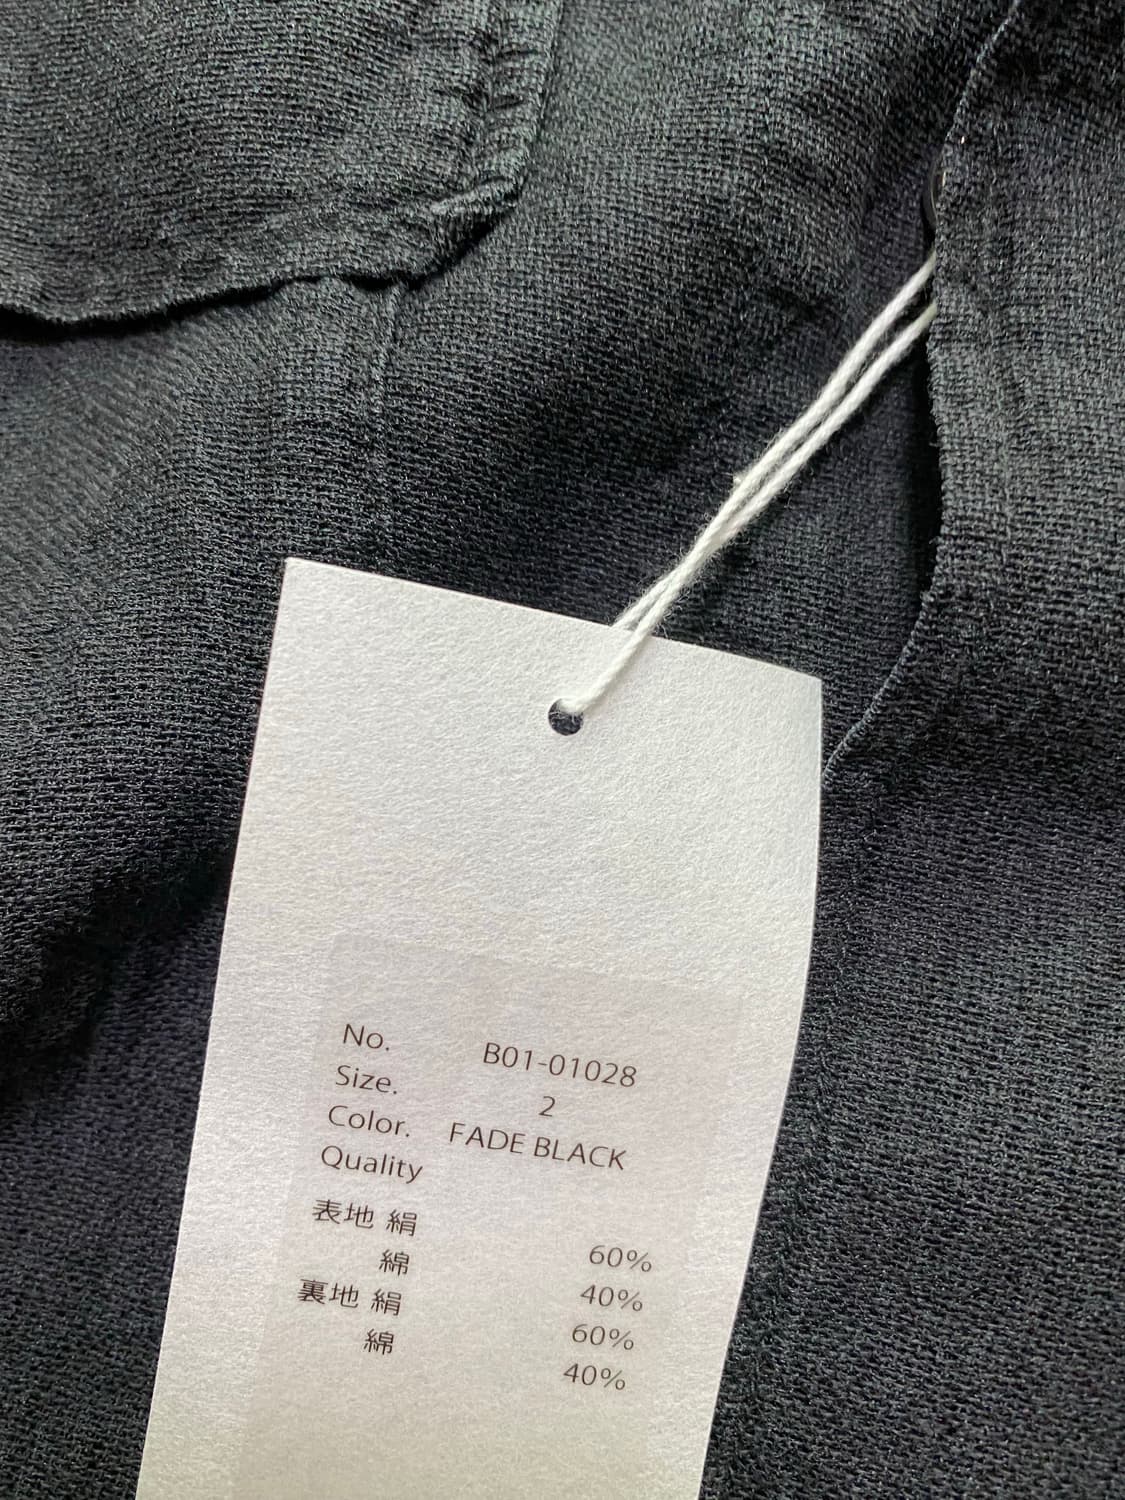 No. B01-01028
Size. 2
Color. FADE BLACK
Quality
表地 絹 60%
綿 40%
裏地 絹 60%
綿 40%